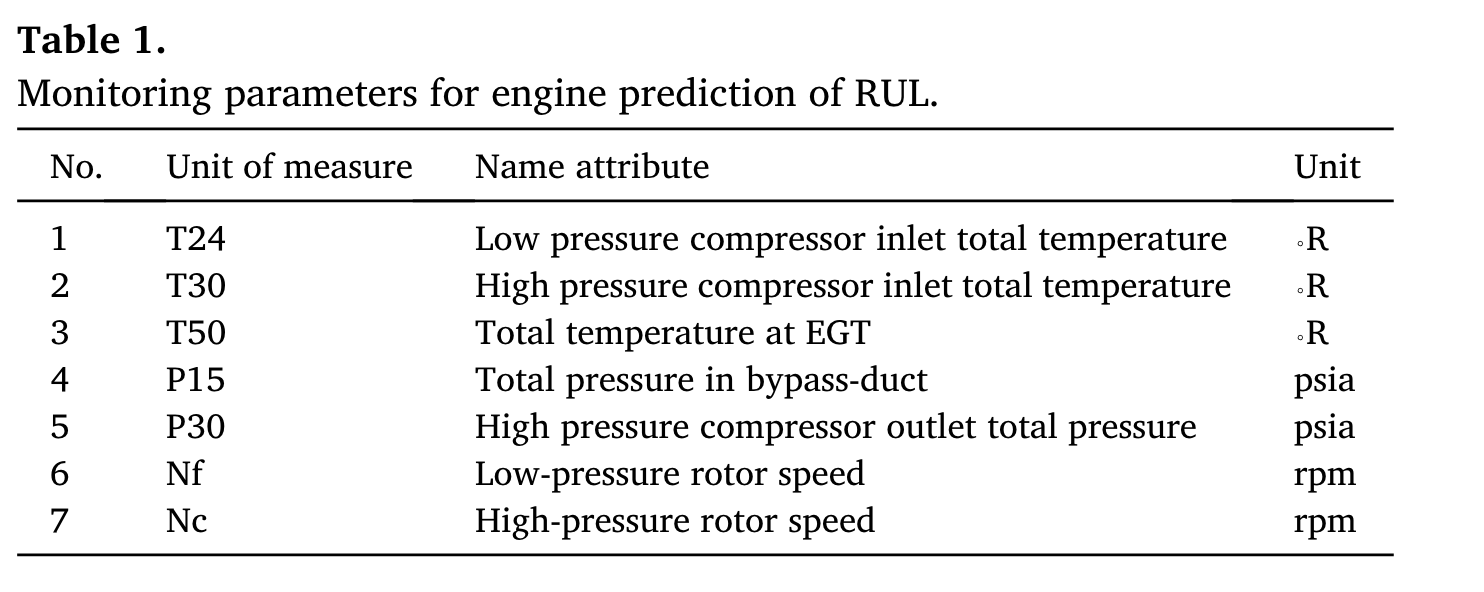 Table 1.
Monitoring parameters for engine prediction of RUL.
No. Unit of measure Name attribute Unit
1 T24 Low pressure compressor inlet total temperature ◦R
2 T30 High pressure compressor inlet total temperature ◦R
3 T50 Total temperature at EGT ◦R
4 P15 Total pressure in bypass-duct psia
5 P30 High pressure compressor outlet total pressure psia
6 Nf Low-pressure rotor speed rpm
7 Nc High-pressure rotor speed rpm